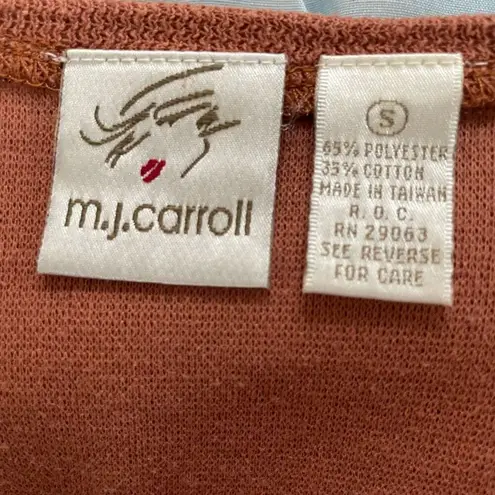 m.j.carroll
S
65% POLYESTER
35% COTTON
MADE IN TAIWAN
R. O. C.
RN 29063
SEE REVERSE
FOR CARE